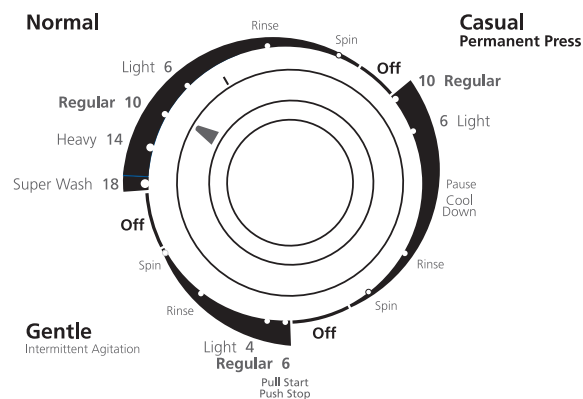 Normal
Rinse
Spin
Off
Light 6
Regular 10
Heavy 14
Super Wash 18
Casual
Permanent Press
10 Regular
6 Light
Pause
Cool
Down
Rinse
Spin
Off
Off
Spin
Rinse
Gentle
Intermittent Agitation
Light 4
Regular 6
Pull Start
Push Stop